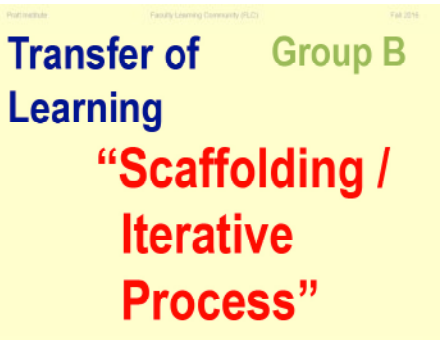 Pratt Institute Faculty Learning Community (FLC) Fall 2016
Transfer of Group B
Learning
“Scaffolding /
Iterative
Process”